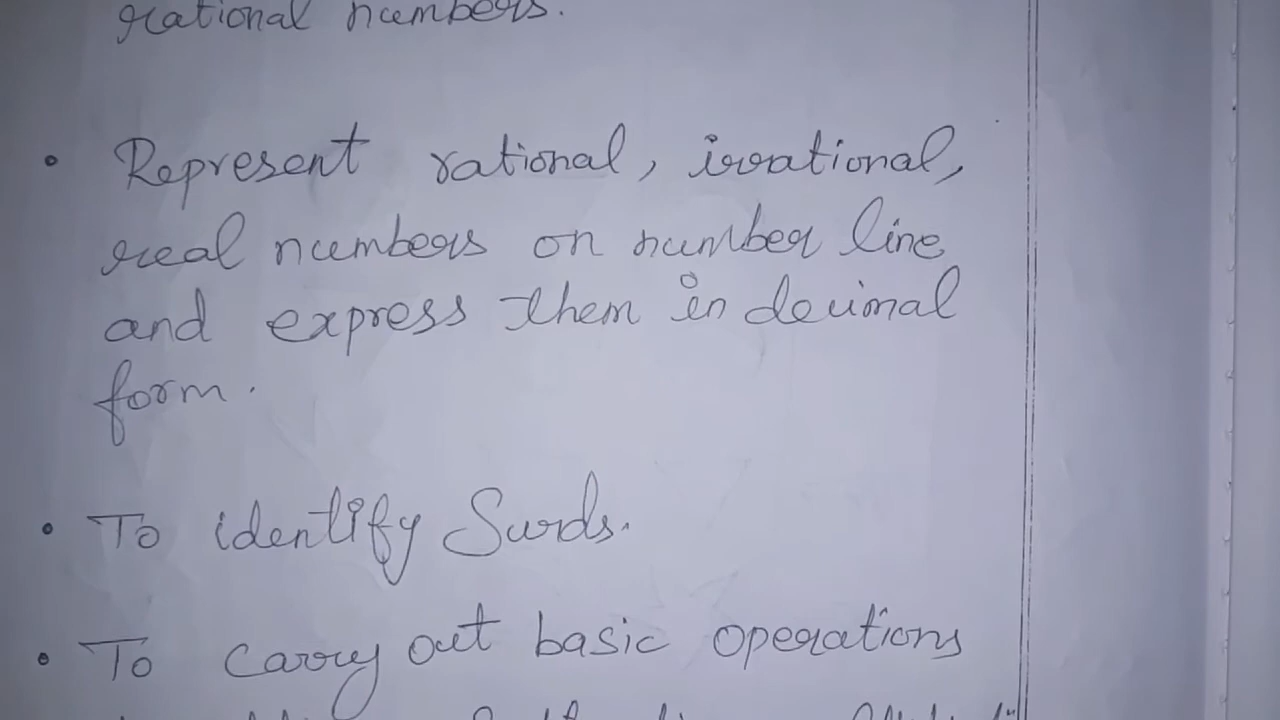 rational numbers.
• Represent rational, irrational,
real numbers on number line
and express them in decimal
form.
• To identify Surds.
• To carry out basic operations